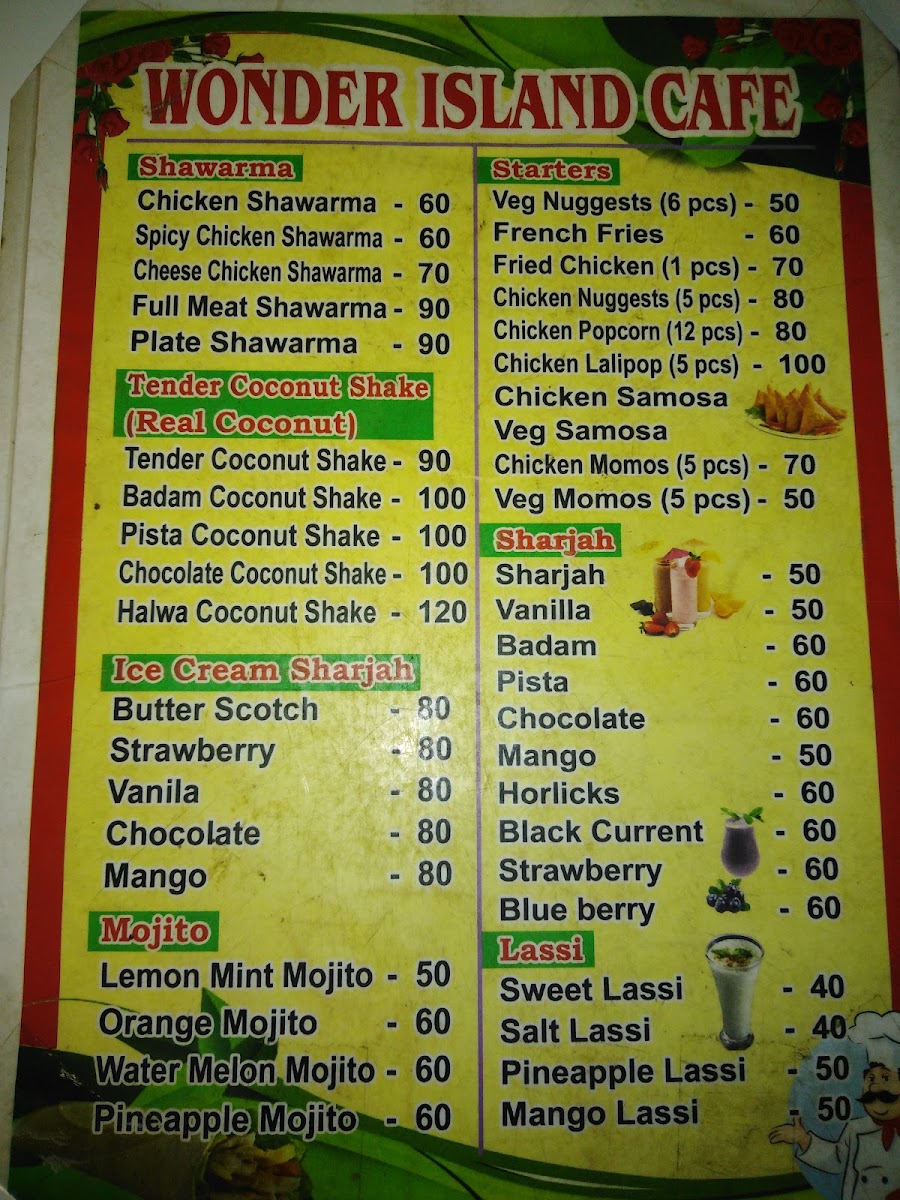 WONDER ISLAND CAFE
Shawarma
Chicken Shawarma - 60
Spicy Chicken Shawarma - 60
Cheese Chicken Shawarma - 70
Full Meat Shawarma - 90
Plate Shawarma - 90
Tender Coconut Shake
(Real Coconut)
Tender Coconut Shake - 90
Badam Coconut Shake - 100
Pista Coconut Shake - 100
Chocolate Coconut Shake - 100
Halwa Coconut Shake - 120
Ice Cream Sharjah
Butter Scotch - 80
Strawberry - 80
Vanila - 80
Chocolate - 80
Mango - 80
Mojito
Lemon Mint Mojito - 50
Orange Mojito - 60
Water Melon Mojito - 60
Pineapple Mojito - 60
Starters
Veg Nuggests (6 pcs) - 50
French Fries - 60
Fried Chicken (1 pcs) - 70
Chicken Nuggests (5 pcs) - 80
Chicken Popcorn (12 pcs) - 80
Chicken Lalipop (5 pcs) - 100
Chicken Samosa
Veg Samosa
Chicken Momos (5 pcs) - 70
Veg Momos (5 pcs) - 50
Sharjah
Sharjah - 50
Vanilla - 50
Badam - 60
Pista - 60
Chocolate - 60
Mango - 50
Horlicks - 60
Black Current - 60
Strawberry - 60
Blue berry - 60
Lassi
Sweet Lassi - 40
Salt Lassi - 40
Pineapple Lassi - 50
Mango Lassi - 50